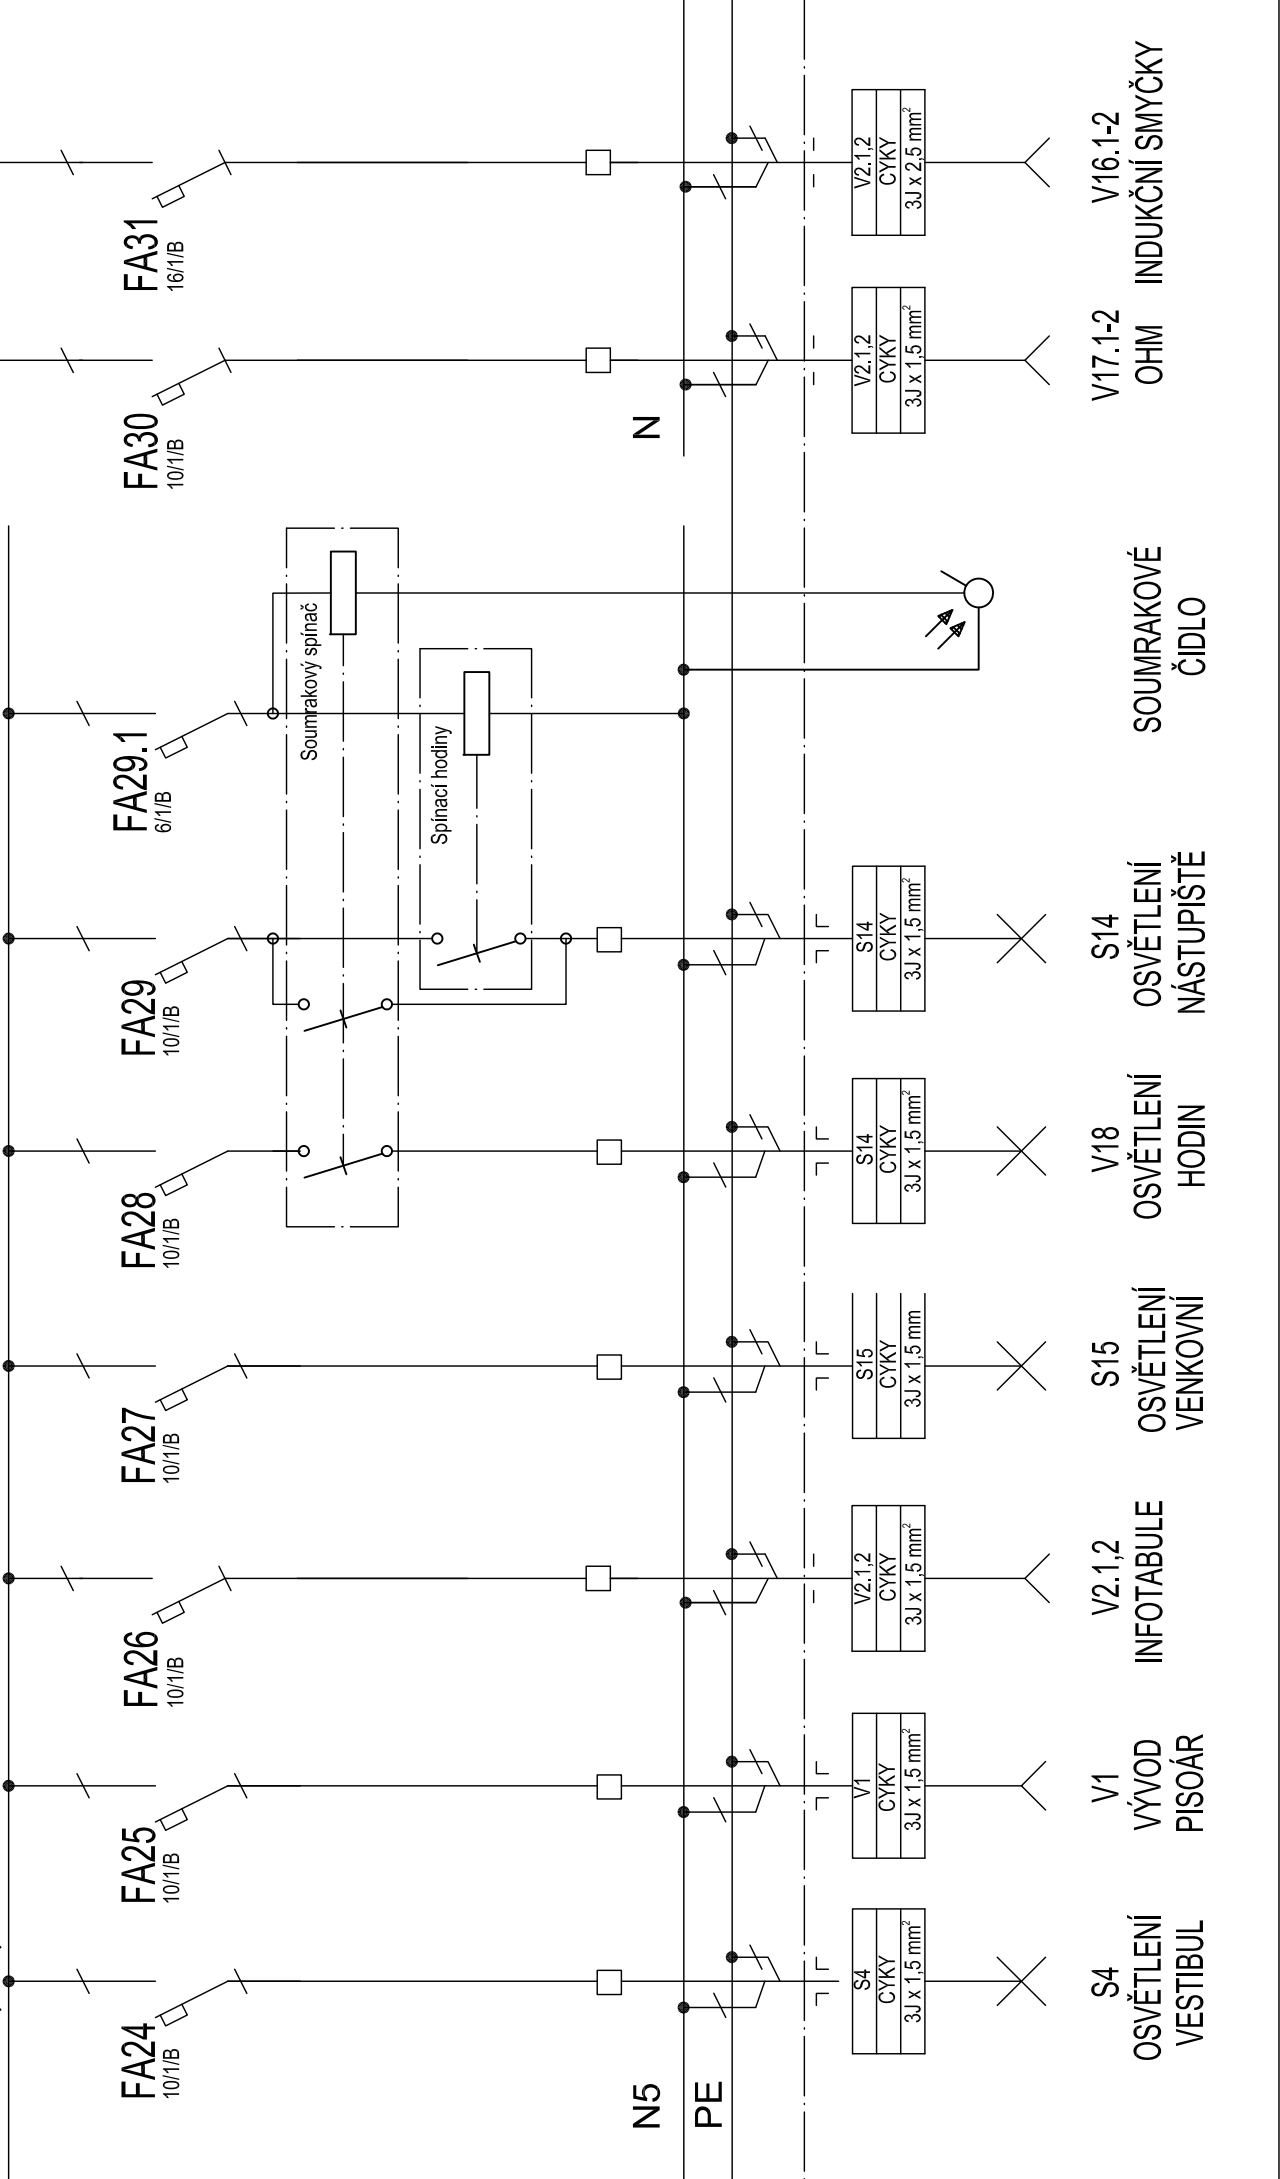 FA24
10/1/B
FA25
10/1/B
FA26
10/1/B
FA27
10/1/B
FA28
10/1/B
FA29
10/1/B
FA29.1
6/1/B
FA30
10/1/B
FA31
16/1/B
Soumrakový spínač
Spínací hodiny
N5
N
PE
S4
CYKY
3J x 1,5 mm²
V1
CYKY
3J x 1,5 mm²
V2.1,2
CYKY
3J x 1,5 mm²
S15
CYKY
3J x 1,5 mm
S14
CYKY
3J x 1,5 mm²
S14
CYKY
3J x 1,5 mm²
V2.1,2
CYKY
3J x 1,5 mm²
V2.1,2
CYKY
3J x 2,5 mm²
S4
OSVĚTLENÍ
VESTIBUL
V1
VÝVOD
PISOÁR
V2.1,2
INFOTABULE
S15
OSVĚTLENÍ
VENKOVNÍ
V18
OSVĚTLENÍ
HODIN
S14
OSVĚTLENÍ
NÁSTUPIŠTĚ
SOUMRAKOVÉ
ČIDLO
V17.1-2
OHM
V16.1-2
INDUKČNÍ SMYČKY